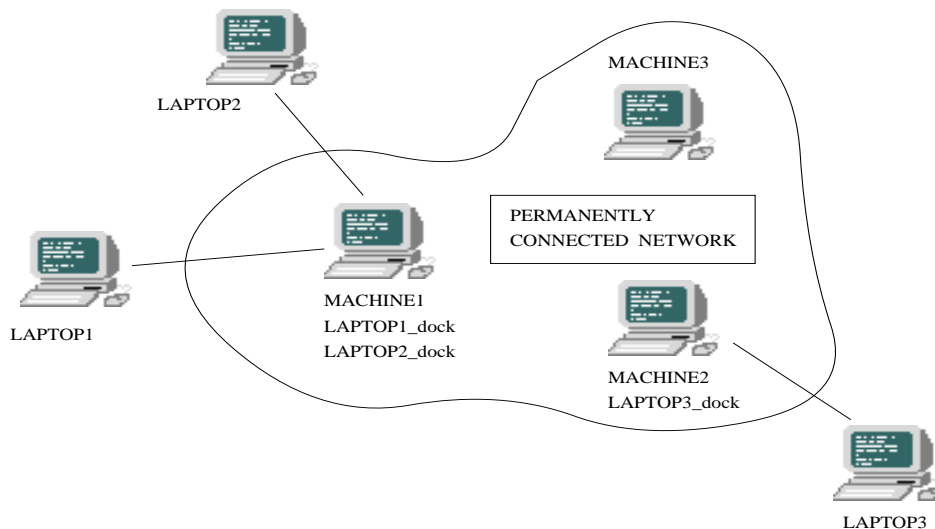 MACHINE3
LAPTOP2
PERMANENTLY
CONNECTED NETWORK
MACHINE1
LAPTOP1_dock
LAPTOP2_dock
LAPTOP1
MACHINE2
LAPTOP3_dock
LAPTOP3